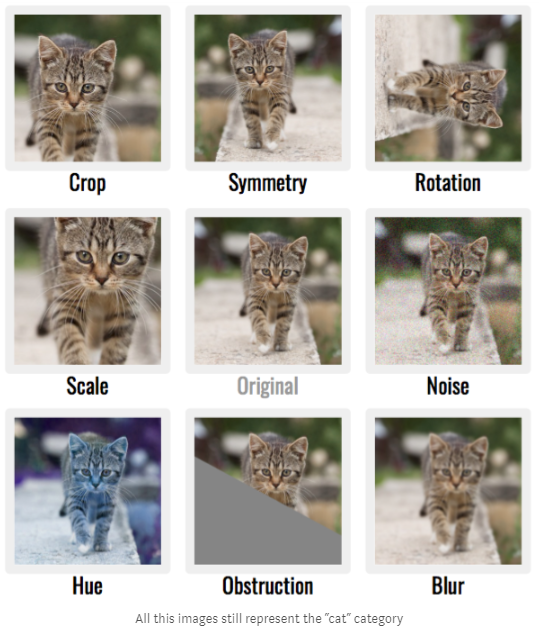 Crop Symmetry Rotation
Scale Original Noise
Hue Obstruction Blur
All this images still represent the "cat" category